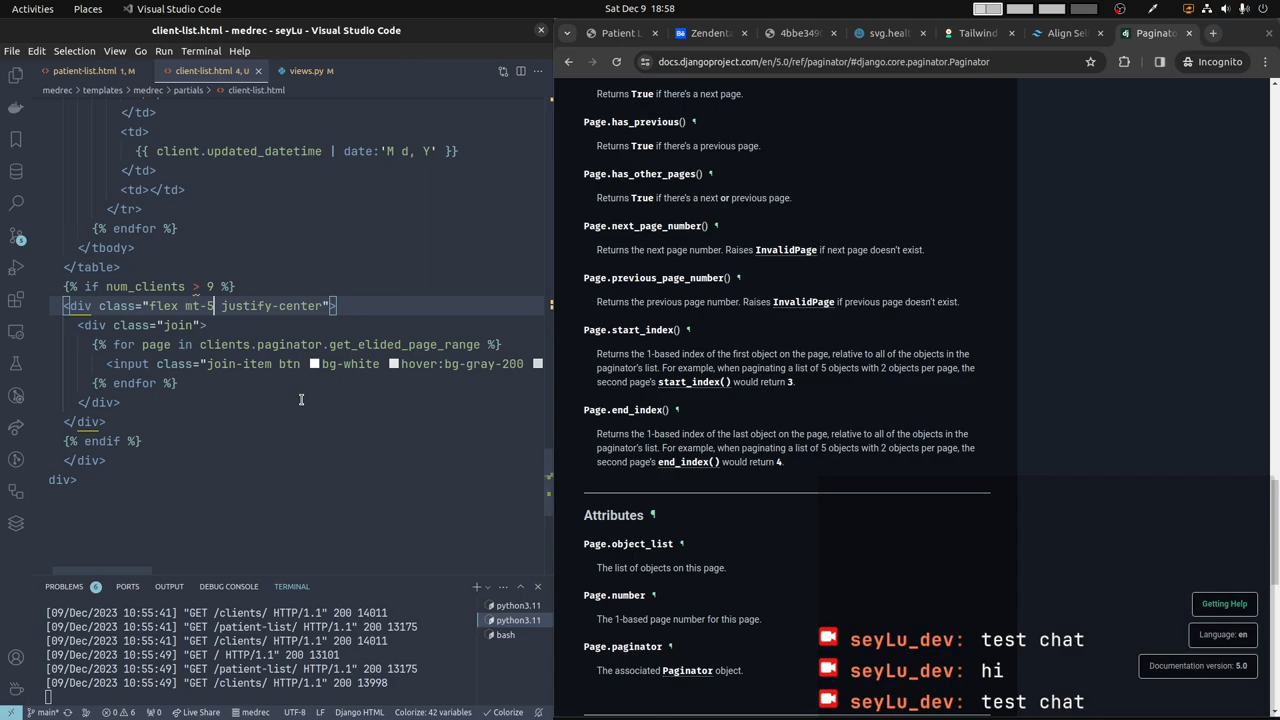 Activities Places Visual Studio Code Sat Dec 9 18:58
client-list.html - medrec - seyLu - Visual Studio Code
File Edit Selection View Go Run Terminal Help
patient-list.html 1, M client-list.html 4, U views.py M
medrec > templates > medrec > partials > client-list.html
</td>
<td>
{{ client.updated_datetime | date:'M d, Y' }}
</td>
<td></td>
</tr>
{% endfor %}
</tbody>
</table>
{% if num_clients > 9 %}
<div class="flex mt-5 justify-center">
<div class="join">
{% for page in clients.paginator.get_elided_page_range %}
<input class="join-item btn bg-white hover:bg-gray-200
{% endfor %}
</div>
</div>
{% endif %}
</div>
div>
PROBLEMS 6 PORTS OUTPUT DEBUG CONSOLE TERMINAL
[09/Dec/2023 10:55:41] "GET /clients/ HTTP/1.1" 200 14011
[09/Dec/2023 10:55:41] "GET /patient-list/ HTTP/1.1" 200 13175
[09/Dec/2023 10:55:49] "GET /clients/ HTTP/1.1" 200 14011
[09/Dec/2023 10:55:49] "GET / HTTP/1.1" 200 13101
[09/Dec/2023 10:55:49] "GET /patient-list/ HTTP/1.1" 200 13175
[09/Dec/2023 10:55:49] "GET /clients/ HTTP/1.1" 200 13998
python3.11
python3.11
bash
main* 0 6 0 Live Share medrec UTF-8 LF Django HTML Colorize: 42 variables Colorize
Patient L Zendenta 4bbe349( svg.healt Tailwind Align Sel Paginato
docs.djangoproject.com/en/5.0/ref/paginator/#django.core.paginator.Paginator Incognito
Returns True if there's a next page.
Page.has_previous() ¶
Returns True if there's a previous page.
Page.has_other_pages() ¶
Returns True if there's a next or previous page.
Page.next_page_number() ¶
Returns the next page number. Raises InvalidPage if next page doesn't exist.
Page.previous_page_number() ¶
Returns the previous page number. Raises InvalidPage if previous page doesn't exist.
Page.start_index() ¶
Returns the 1-based index of the first object on the page, relative to all of the objects in the
paginator's list. For example, when paginating a list of 5 objects with 2 objects per page, the
second page's start_index() would return 3.
Page.end_index() ¶
Returns the 1-based index of the last object on the page, relative to all of the objects in the
paginator's list. For example, when paginating a list of 5 objects with 2 objects per page, the
second page's end_index() would return 4.
Attributes ¶
Page.object_list ¶
The list of objects on this page.
Page.number ¶
The 1-based page number for this page.
Page.paginator ¶
The associated Paginator object.
Getting Help
Language: en
Documentation version: 5.0
seyLu_dev: test chat
seyLu_dev: hi
seyLu_dev: test chat